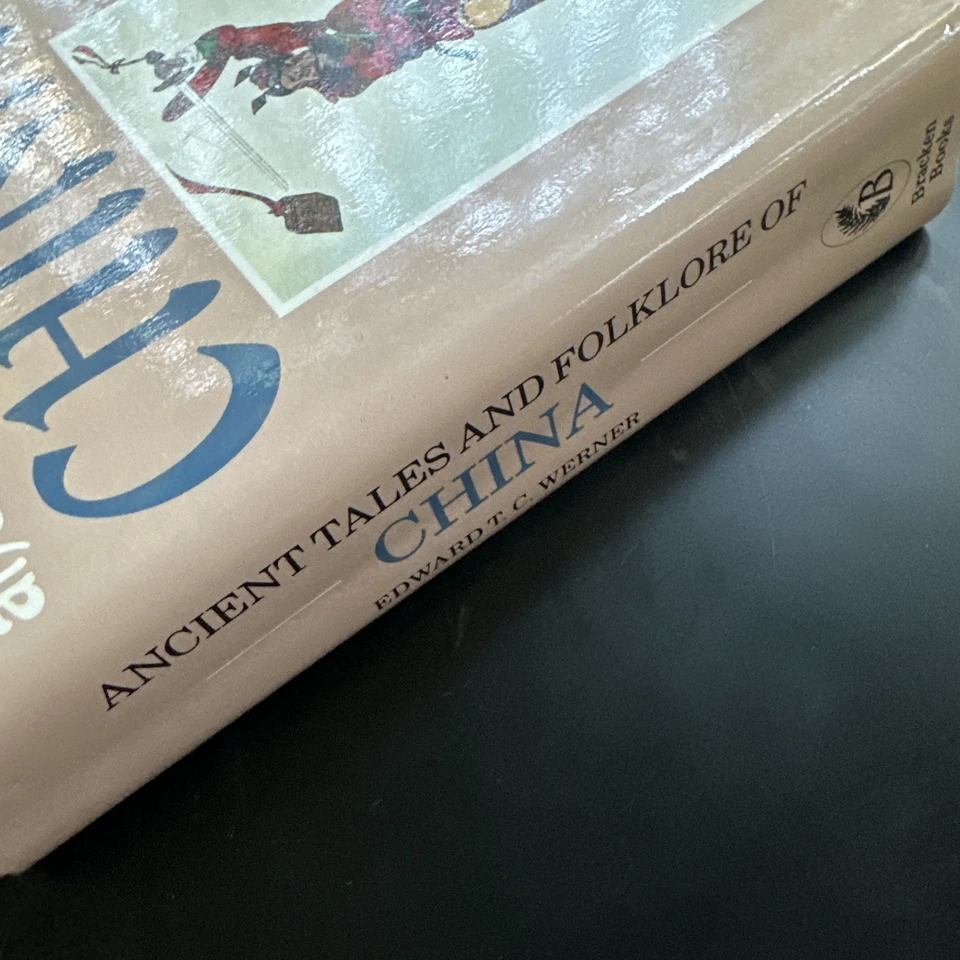 ANCIENT TALES AND FOLKLORE OF
CHINA
EDWARD T. C. WERNER
B
Bracken
Books